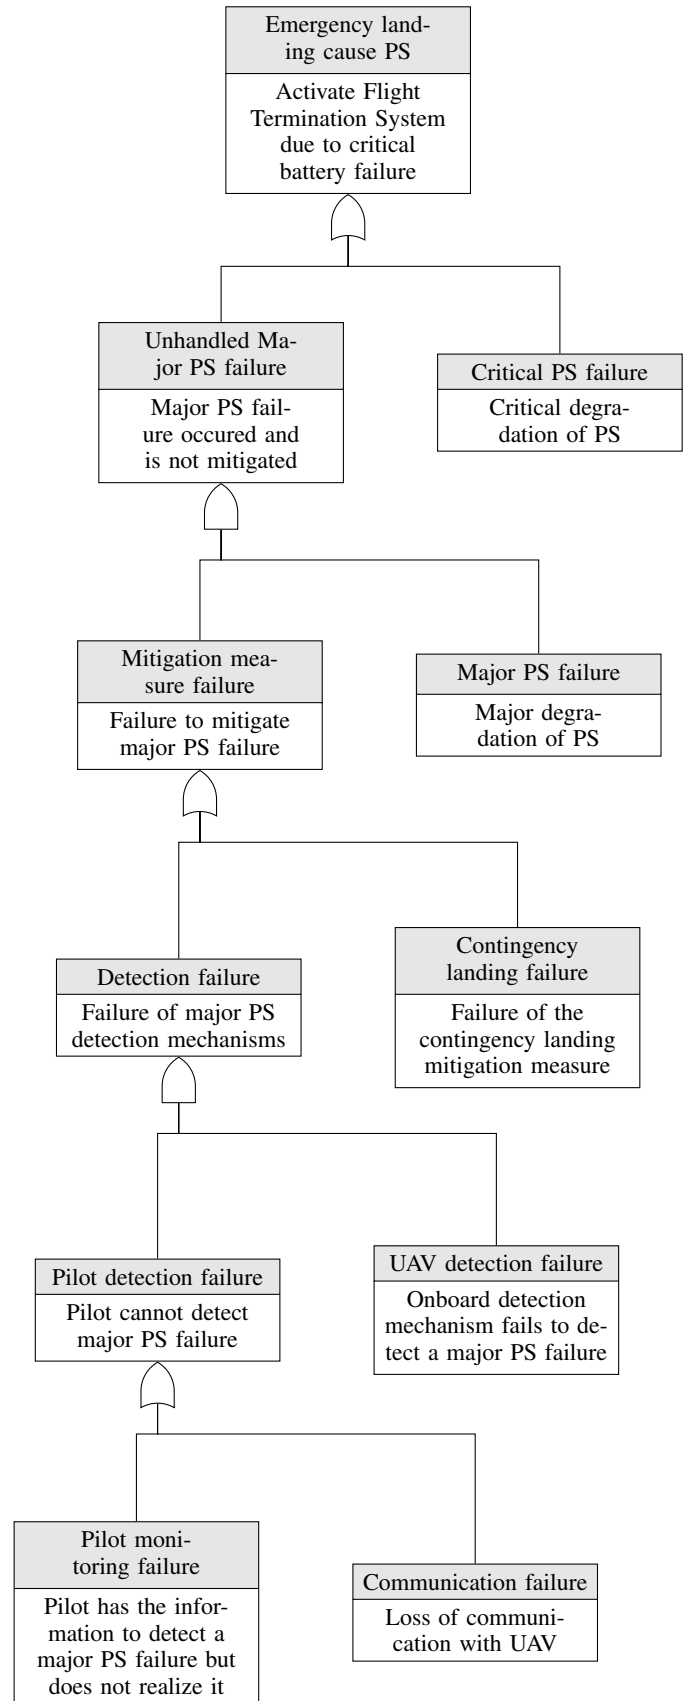 Emergency land-
ing cause PS
Activate Flight
Termination System
due to critical
battery failure
Unhandled Ma-
jor PS failure
Major PS fail-
ure occured and
is not mitigated
Critical PS failure
Critical degra-
dation of PS
Mitigation mea-
sure failure
Failure to mitigate
major PS failure
Major PS failure
Major degra-
dation of PS
Detection failure
Failure of major PS
detection mechanisms
Contingency
landing failure
Failure of the
contingency landing
mitigation measure
Pilot detection failure
Pilot cannot detect
major PS failure
UAV detection failure
Onboard detection
mechanism fails to de-
tect a major PS failure
Pilot moni-
toring failure
Pilot has the infor-
mation to detect a
major PS failure but
does not realize it
Communication failure
Loss of communi-
cation with UAV